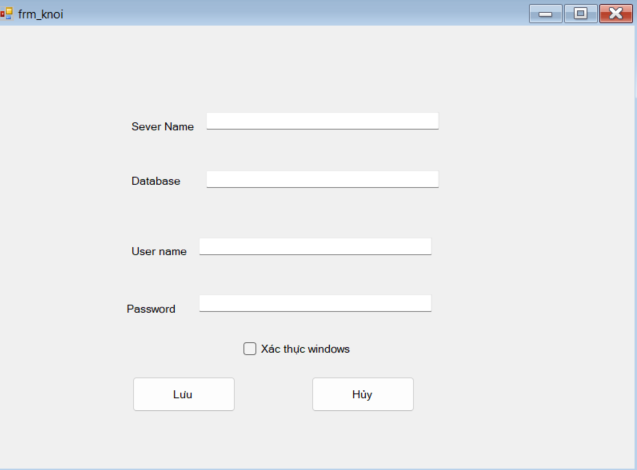 frm_knoi
Sever Name
Database
User name
Password
Xác thực windows
Lưu
Hủy